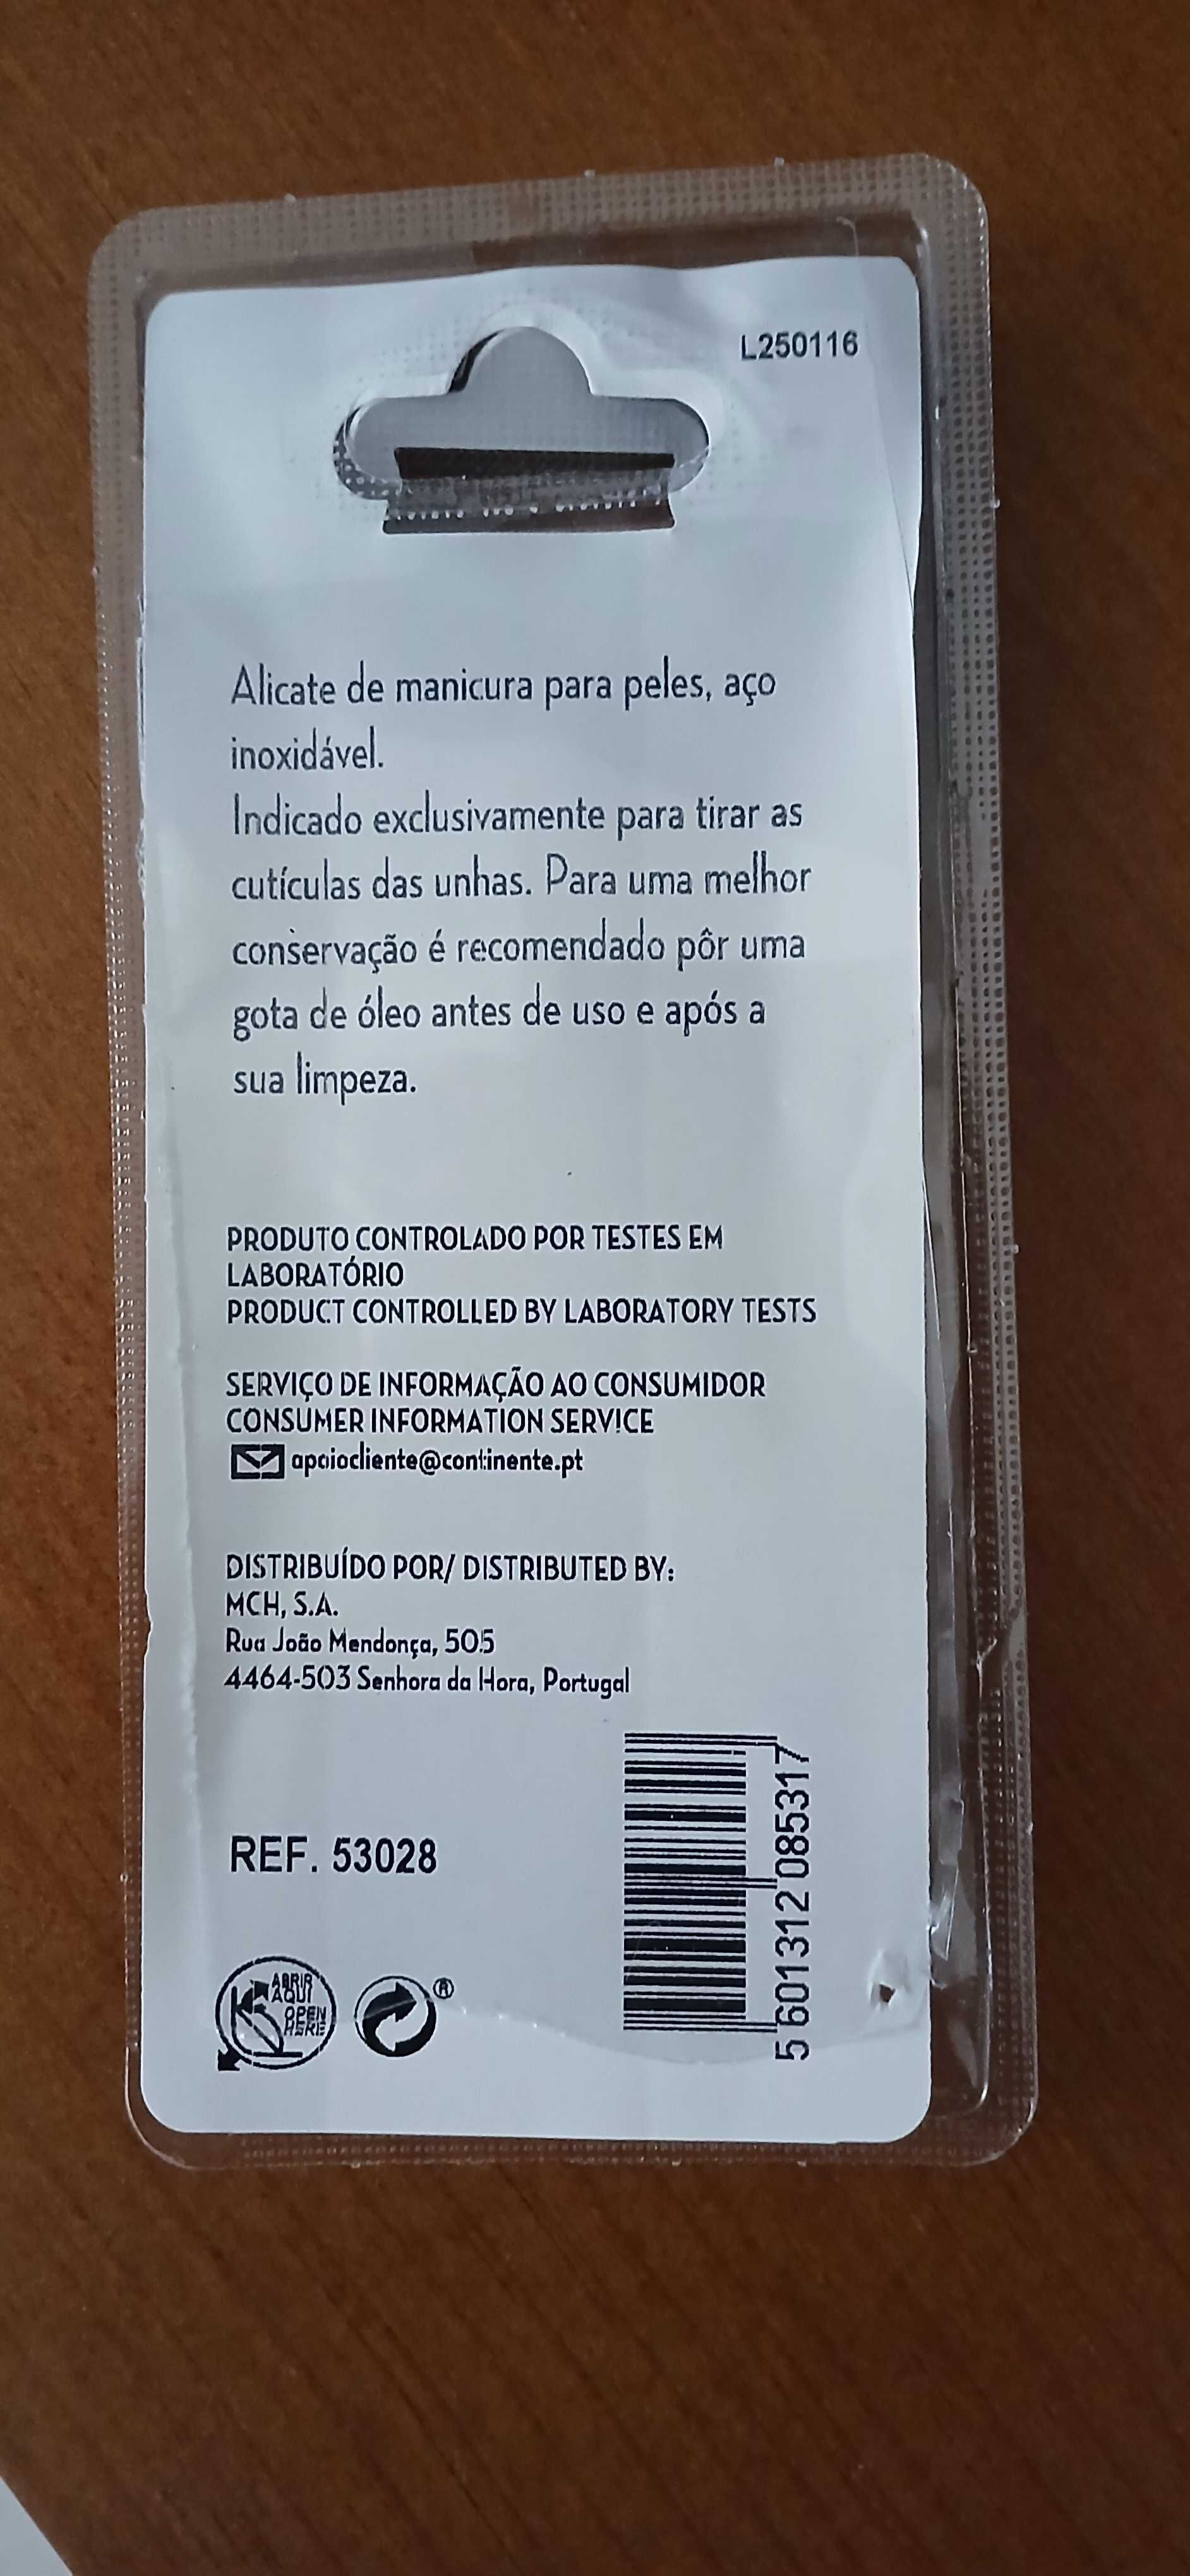 L250116
Alicate de manicura para peles, aço
inoxidável.
Indicado exclusivamente para tirar as
cutículas das unhas. Para uma melhor
conservação é recomendado pôr uma
gota de óleo antes de uso e após a
sua limpeza.
PRODUTO CONTROLADO POR TESTES EM
LABORATÓRIO
PRODUCT CONTROLLED BY LABORATORY TESTS
SERVIÇO DE INFORMAÇÃO AO CONSUMIDOR
CONSUMER INFORMATION SERVICE
apoiocliente@continente.pt
DISTRIBUÍDO POR/ DISTRIBUTED BY:
MCH, S.A.
Rua João Mendonça, 505
4464-503 Senhora da Hora, Portugal
REF. 53028
5 601312 085317
ABRIR
AQUI
OPEN
HERE
®